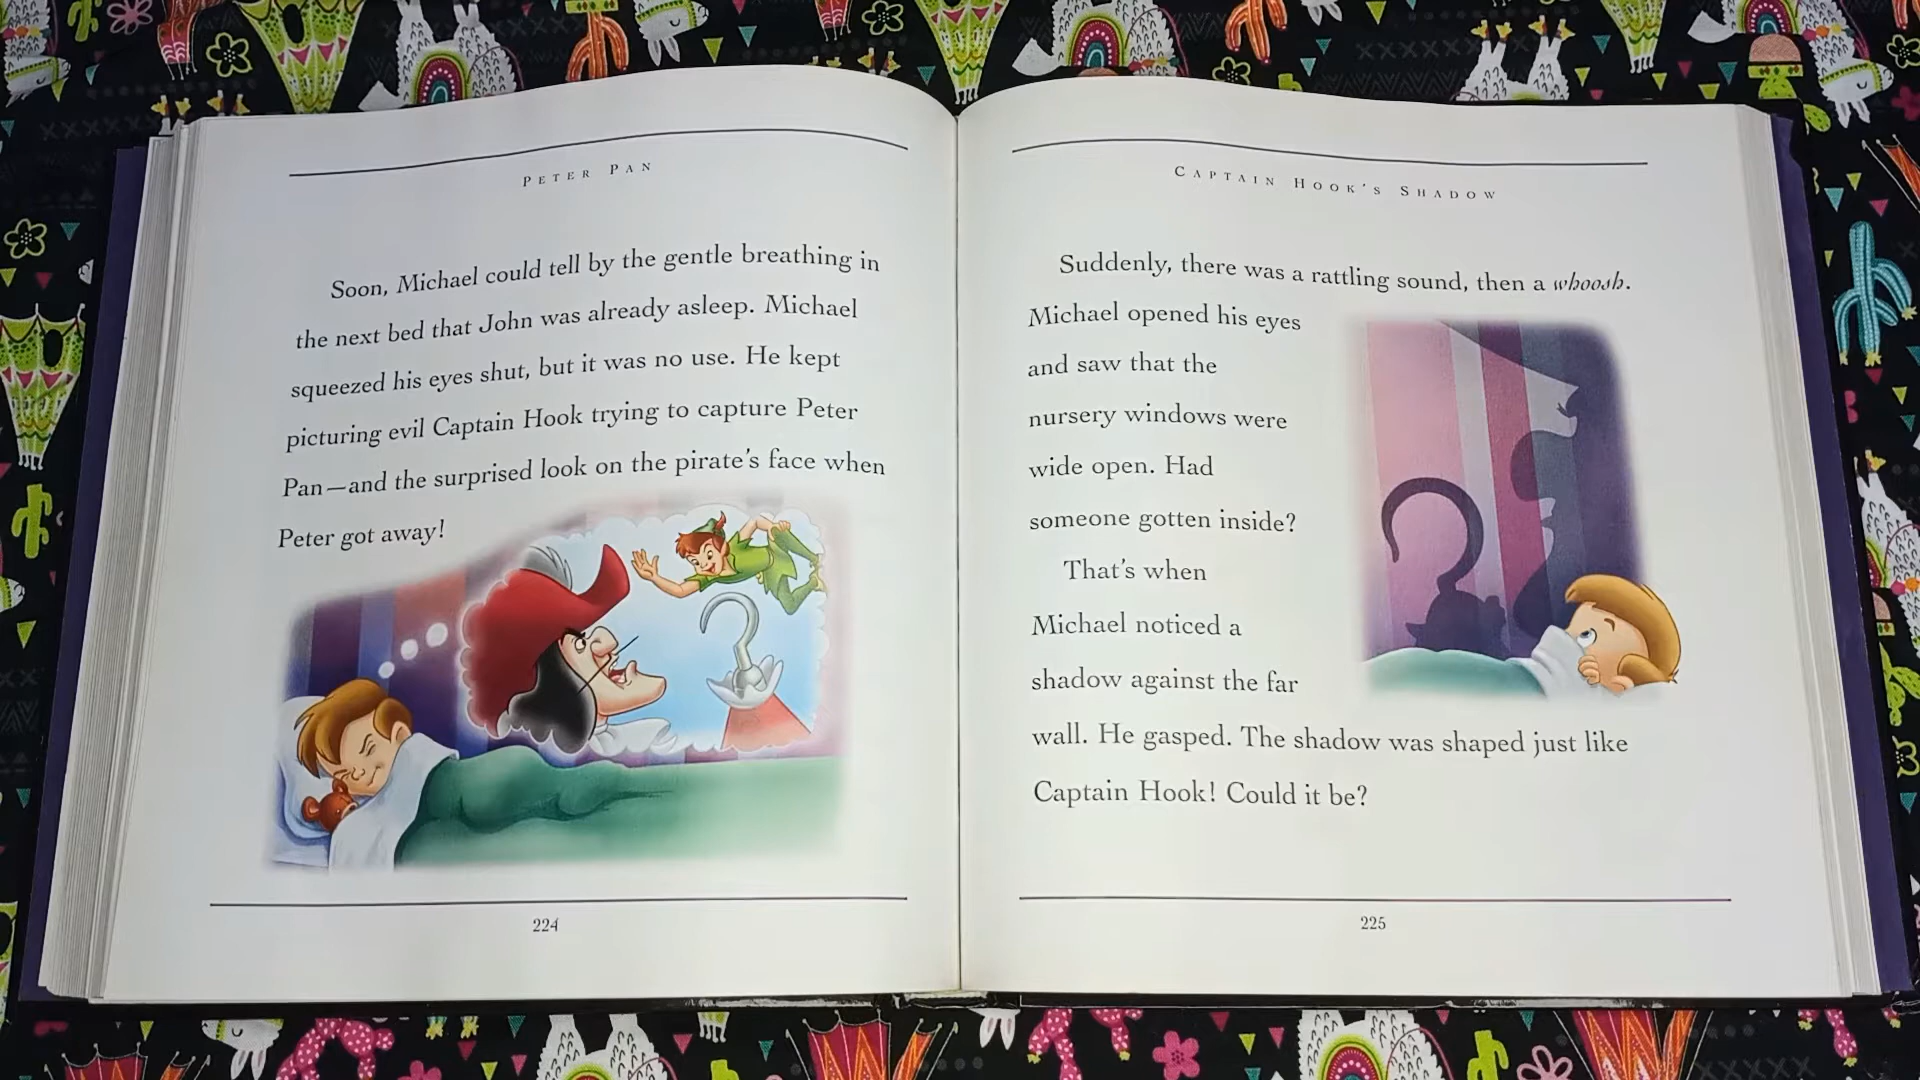 PETER PAN
Soon, Michael could tell by the gentle breathing in
the next bed that John was already asleep. Michael
squeezed his eyes shut, but it was no use. He kept
picturing evil Captain Hook trying to capture Peter
Pan—and the surprised look on the pirate's face when
Peter got away!
224
CAPTAIN HOOK'S SHADOW
Suddenly, there was a rattling sound, then a whoosh.
Michael opened his eyes
and saw that the
nursery windows were
wide open. Had
someone gotten inside?
That's when
Michael noticed a
shadow against the far
wall. He gasped. The shadow was shaped just like
Captain Hook! Could it be?
225